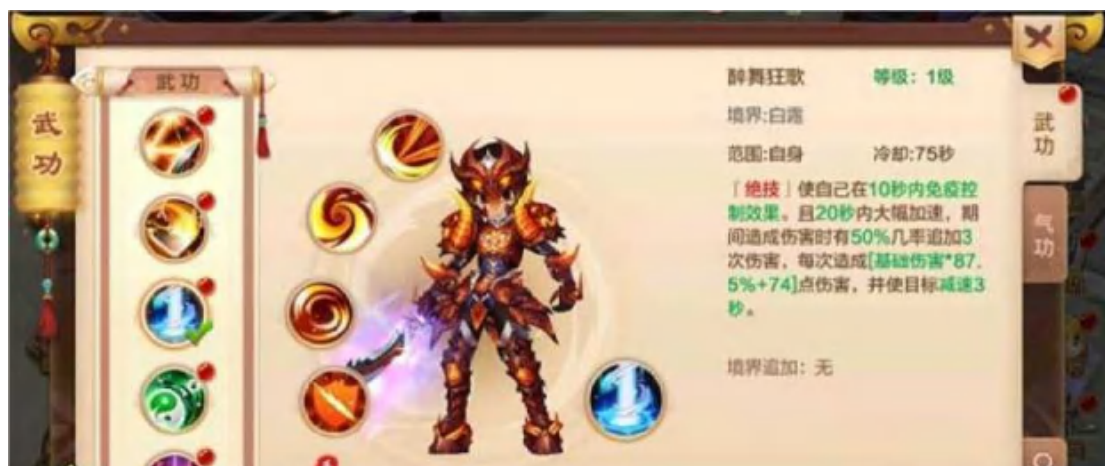 武功
武功
醉舞狂歌 等级：1级
境界:白露
范围:自身 冷却:75秒
「绝技」使自己在10秒内免疫控
制效果。且20秒内大幅加速，期
间造成伤害时有50%几率追加3
次伤害，每次造成[基础伤害*87.
5%+74]点伤害，并使目标减速3
秒。
境界追加：无
武功
气功